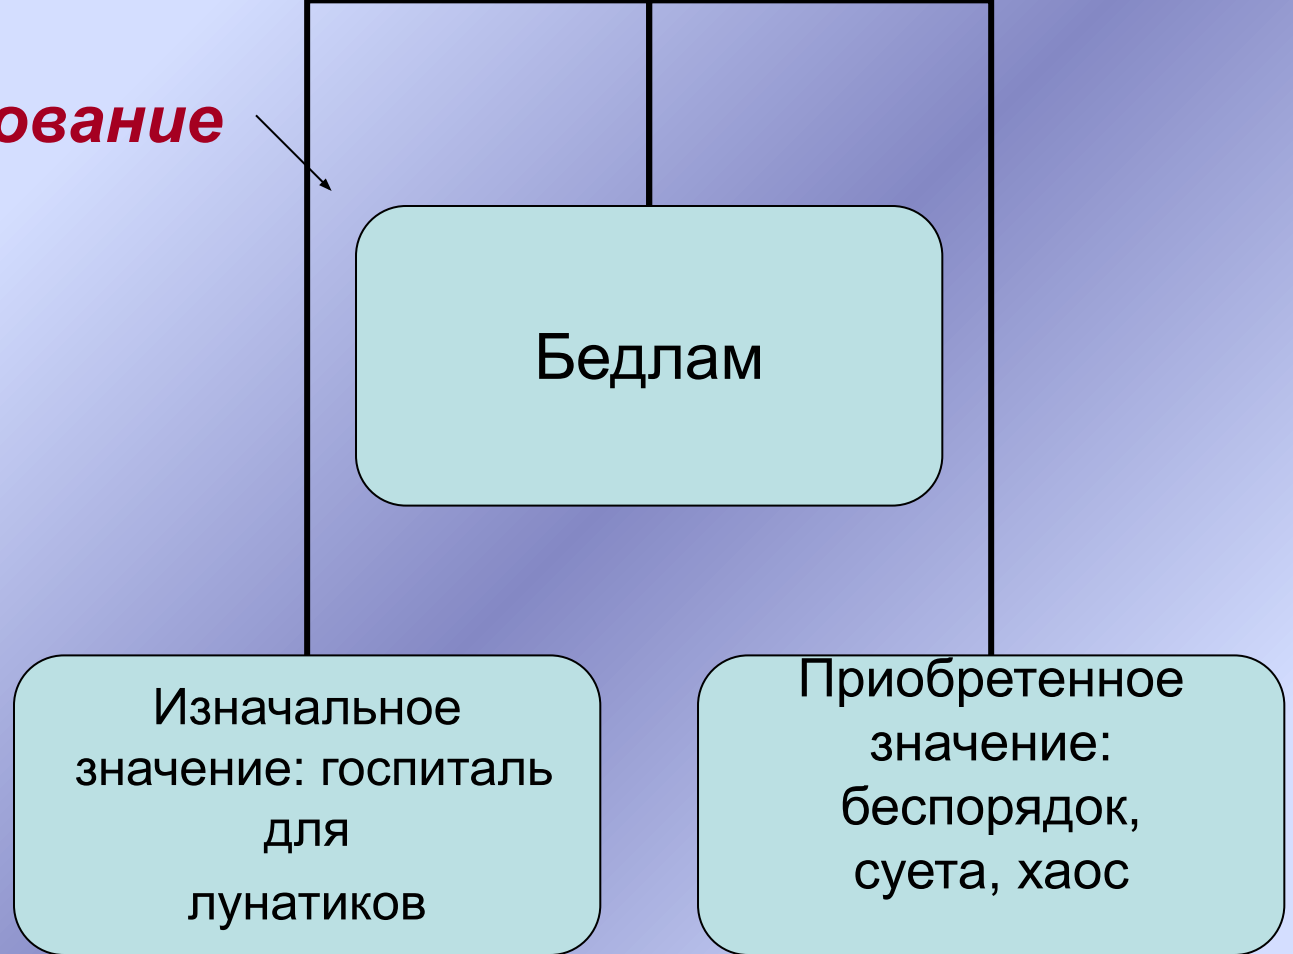 ование
Бедлам
Изначальное
значение: госпиталь
для
лунатиков
Приобретенное
значение:
беспорядок,
суета, хаос